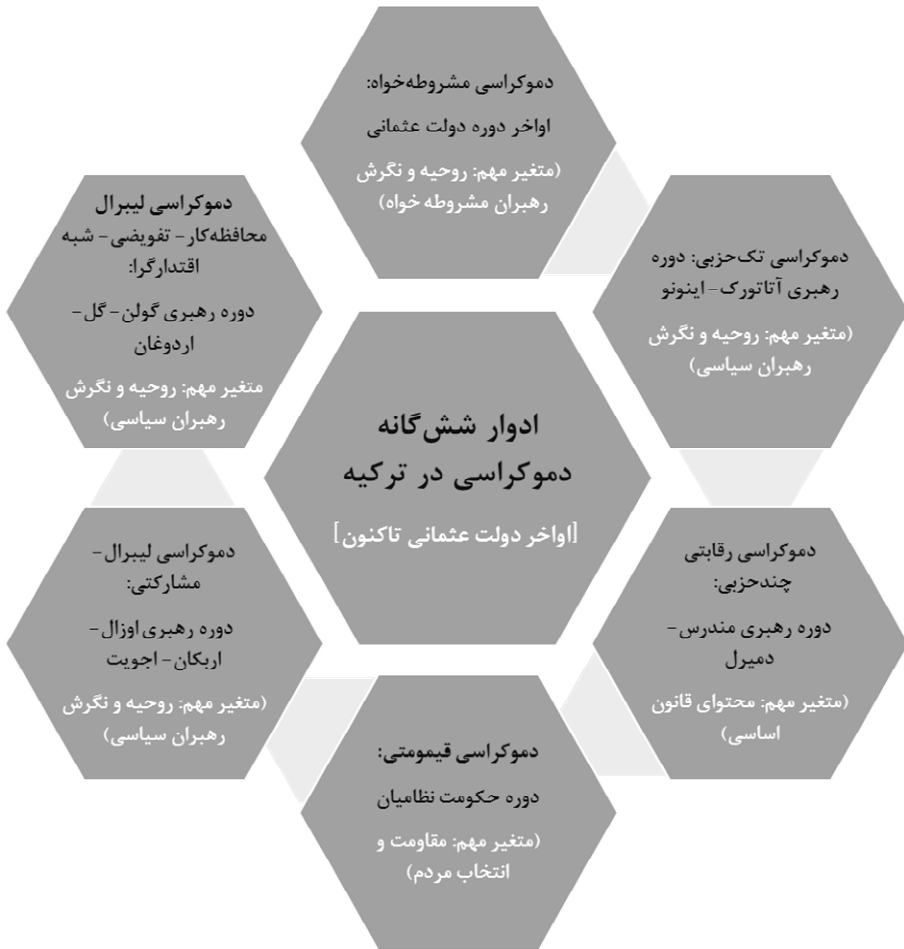 دموکراسی مشروطه‌خواه:
اواخر دوره دولت عثمانی
(متغیر مهم: روحیه و نگرش
رهبران مشروطه خواه)
دموکراسی تک‌حزبی: دوره
رهبری آتاتورک – اینونو
(متغیر مهم: روحیه و نگرش
رهبران سیاسی)
دموکراسی رقابتی
چندحزبی:
دوره رهبری مندرس –
دمیرل
(متغیر مهم: محتوای قانون
اساسی)
دموکراسی قیمومتی:
دوره حکومت نظامیان
(متغیر مهم: مقاومت و
انتخاب مردم)
دموکراسی لیبرال –
مشارکتی:
دوره رهبری اوزال –
اربکان – اجویت
(متغیر مهم: روحیه و نگرش
رهبران سیاسی)
دموکراسی لیبرال
محافظه‌کار – تفویضی – شبه
اقتدارگرا:
دوره رهبری گولن – گل –
اردوغان
متغیر مهم: روحیه و نگرش
رهبران سیاسی)
ادوار شش‌گانه
دموکراسی در ترکیه
[اواخر دولت عثمانی تاکنون]